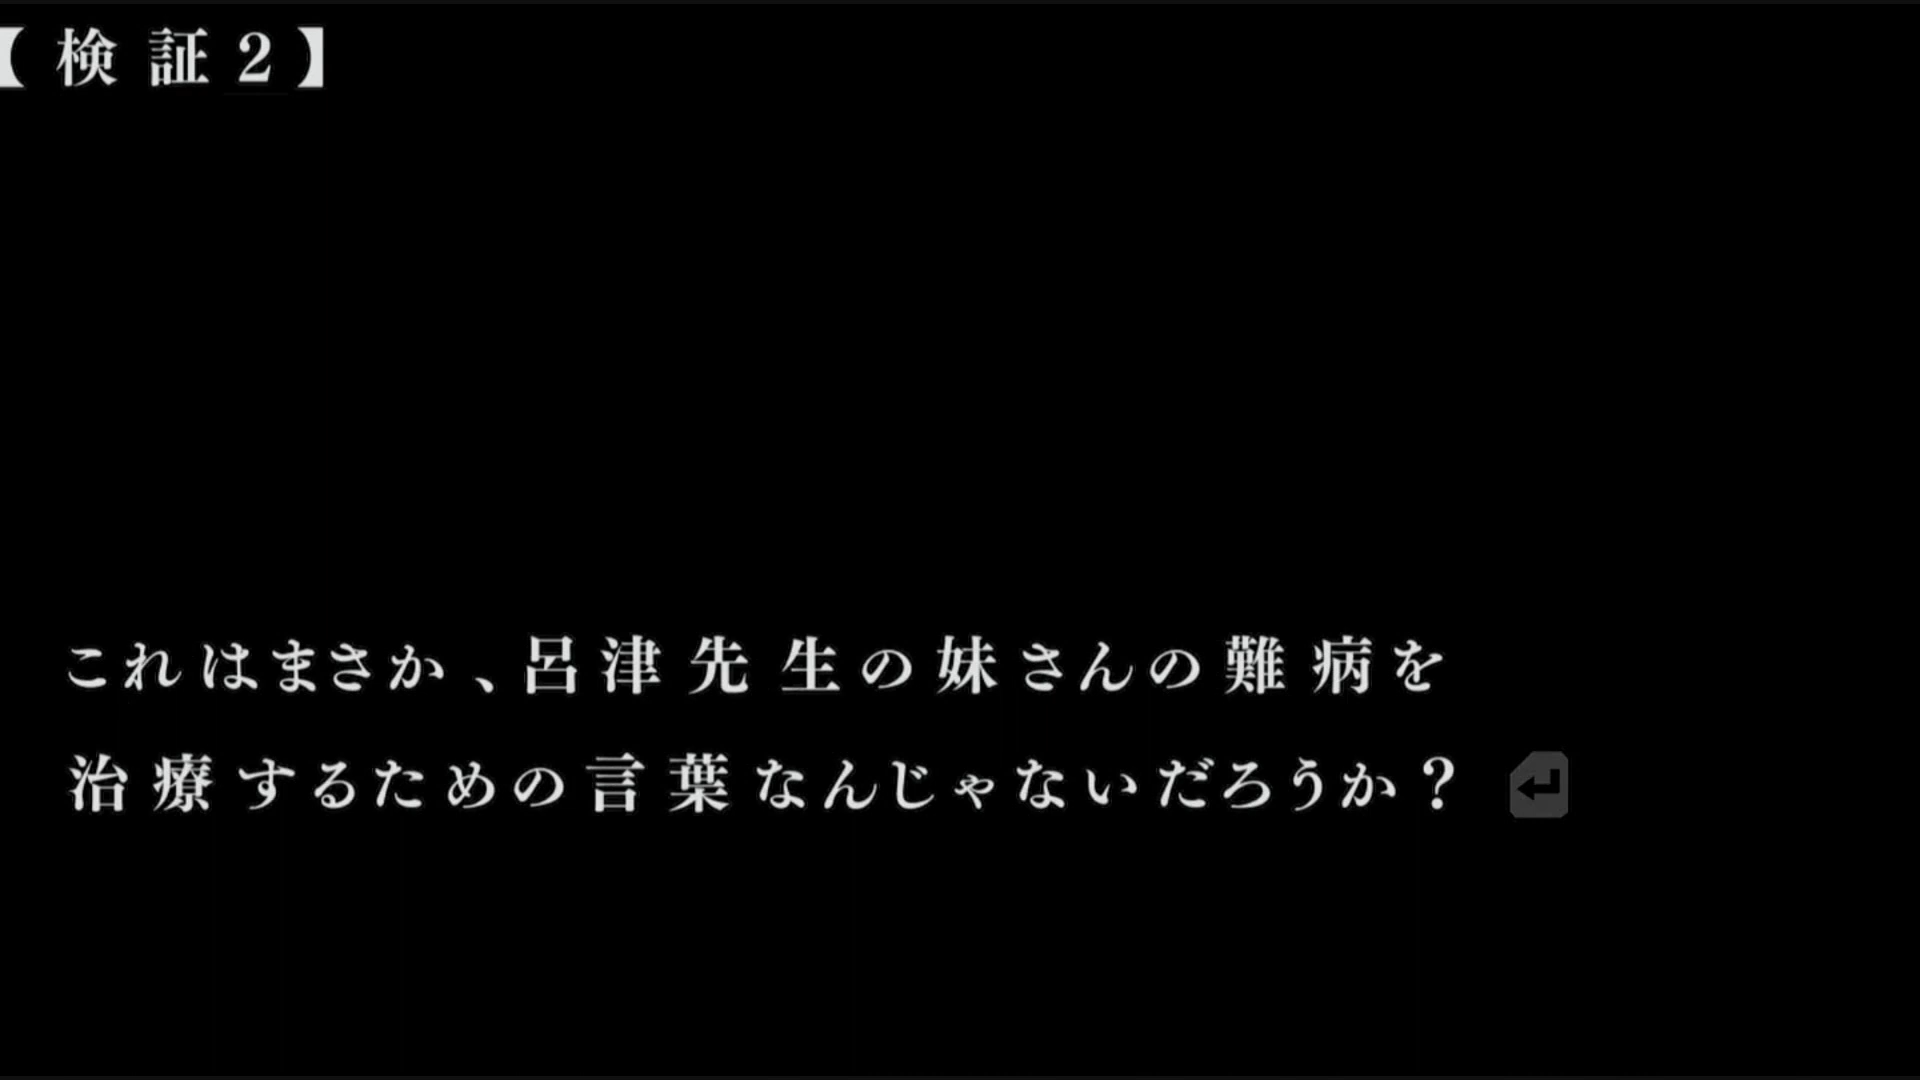 【検証2】
これはまさか、呂津先生の妹さんの難病を
治療するための言葉なんじゃないだろうか?